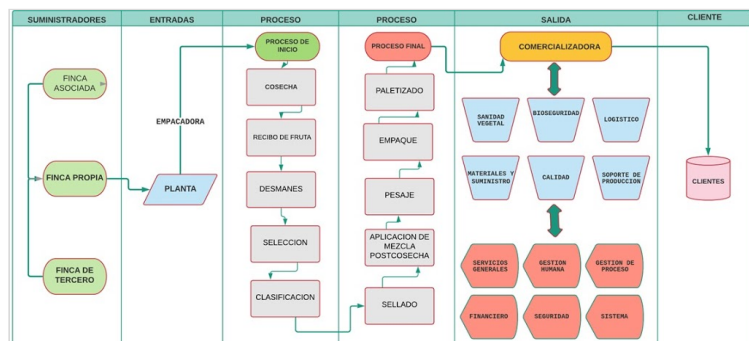 SUMINISTRADORES
ENTRADAS
PROCESO
PROCESO
SALIDA
CLIENTE
FINCA
ASOCIADA
FINCA PROPIA
FINCA DE
TERCERO
EMPACADORA
PLANTA
PROCESO DE
INICIO
COSECHA
RECIBO DE FRUTA
DESMANES
SELECCION
CLASIFICACION
PROCESO FINAL
PALETIZADO
EMPAQUE
PESAJE
APLICACION DE
MEZCLA
POSTCOSECHA
SELLADO
COMERCIALIZADORA
SANIDAD
VEGETAL
BIOSEGURIDAD
LOGISTICO
MATERIALES Y
SUMINISTRO
CALIDAD
SOPORTE DE
PRODUCCION
SERVICIOS
GENERALES
GESTION
HUMANA
GESTION DE
PROCESO
FINANCIERO
SEGURIDAD
SISTEMA
CLIENTES